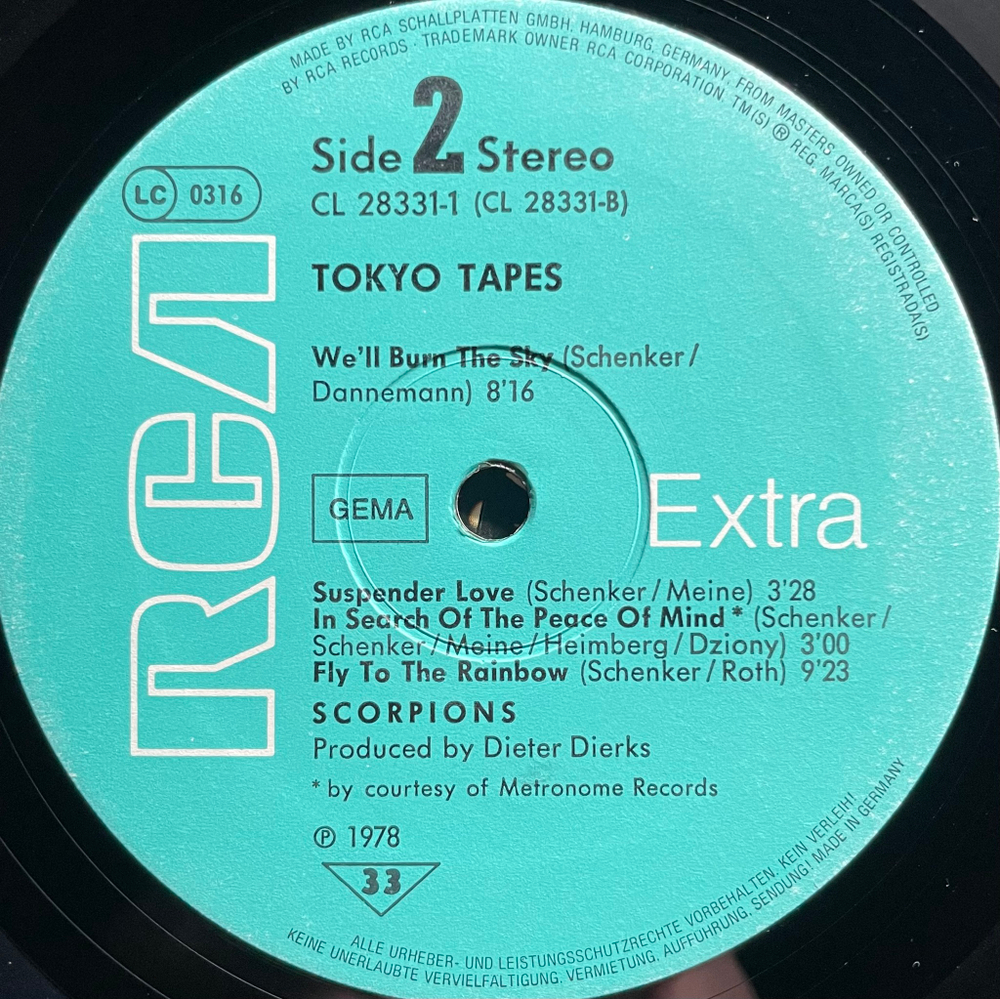 MADE BY RCA SCHALLPLATTEN GMBH, HAMBURG, GERMANY, FROM MASTERS OWNED OR CONTROLLED
BY RCA RECORDS · TRADEMARK OWNER RCA CORPORATION. TM(S) ® REG. MARCA(S) REGISTRADA(S)
Side 2 Stereo
LC 0316
CL 28331-1 (CL 28331-B)
RCA
TOKYO TAPES
We'll Burn The Sky (Schenker/
Dannemann) 8'16
GEMA
Extra
Suspender Love (Schenker/Meine) 3'28
In Search Of The Peace Of Mind* (Schenker/
Schenker/Meine/Heimberg/Dziony) 3'00
Fly To The Rainbow (Schenker/Roth) 9'23
SCORPIONS
Produced by Dieter Dierks
* by courtesy of Metronome Records
℗ 1978
33
ALLE URHEBER- UND LEISTUNGSSCHUTZRECHTE VORBEHALTEN. KEIN VERLEIH!
KEINE UNERLAUBTE VERVIELFALTIGUNG, VERMIETUNG, AUFFÜHRUNG, SENDUNG! MADE IN GERMANY